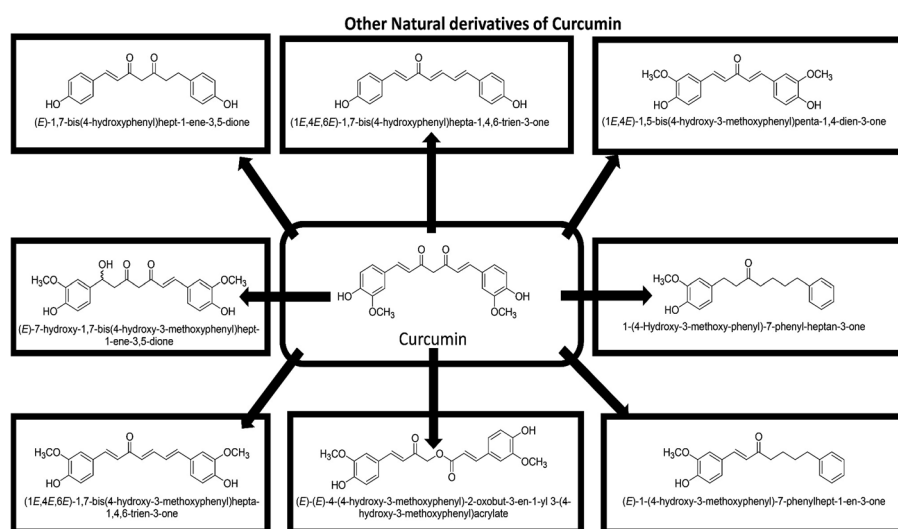 Other Natural derivatives of Curcumin
O O
HO OH
(E)-1,7-bis(4-hydroxyphenyl)hept-1-ene-3,5-dione
O
HO OH
(1E,4E,6E)-1,7-bis(4-hydroxyphenyl)hepta-1,4,6-trien-3-one
O
H₃CO OCH₃
HO OH
(1E,4E)-1,5-bis(4-hydroxy-3-methoxyphenyl)penta-1,4-dien-3-one
OH O O
H₃CO OCH₃
HO OH
(E)-7-hydroxy-1,7-bis(4-hydroxy-3-methoxyphenyl)hept-
1-ene-3,5-dione
O O
HO OH
OCH₃ OCH₃
Curcumin
O
H₃CO
HO
1-(4-Hydroxy-3-methoxy-phenyl)-7-phenyl-heptan-3-one
O
H₃CO OCH₃
HO OH
(1E,4E,6E)-1,7-bis(4-hydroxy-3-methoxyphenyl)hepta-
1,4,6-trien-3-one
OH
H₃CO O O OCH₃
HO O
(E)-(E)-4-(4-hydroxy-3-methoxyphenyl)-2-oxobut-3-en-1-yl 3-(4-
hydroxy-3-methoxyphenyl)acrylate
O
H₃CO
HO
(E)-1-(4-hydroxy-3-methoxyphenyl)-7-phenylhept-1-en-3-one